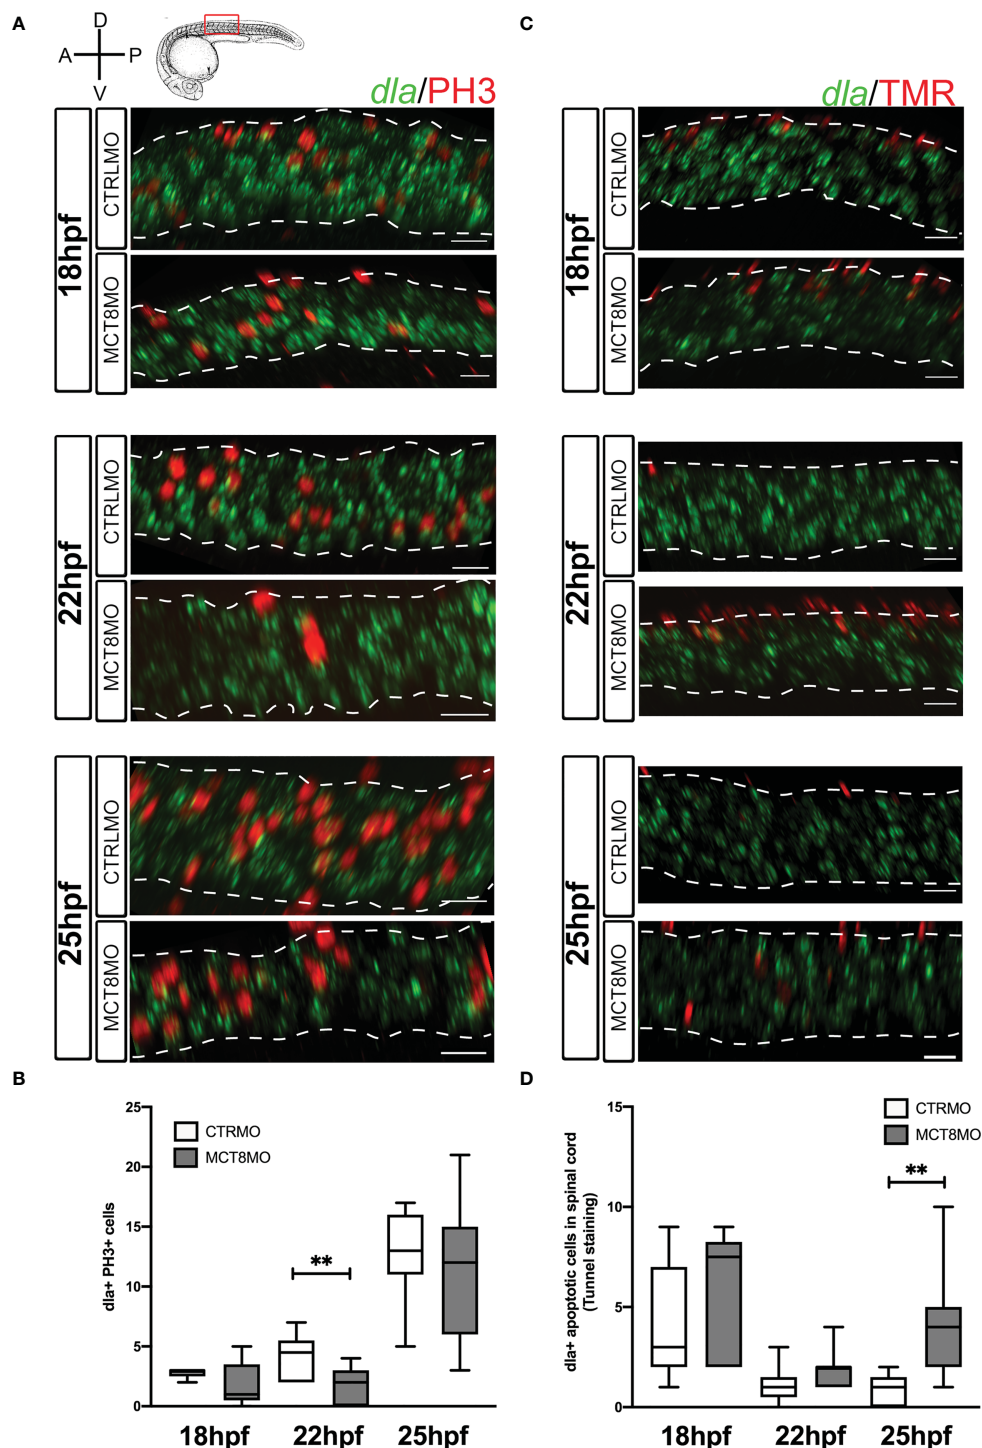 A
D
A
P
V
dla/PH3
18hpf
CTRLMO
MCT8MO
22hpf
CTRLMO
MCT8MO
25hpf
CTRLMO
MCT8MO
C
dla/TMR
18hpf
CTRLMO
MCT8MO
22hpf
CTRLMO
MCT8MO
25hpf
CTRLMO
MCT8MO
B
dla+ PH3+ cells
25
20
15
10
5
0
CTRMO
MCT8MO
**
18hpf
22hpf
25hpf
D
dla+ apoptotic cells in spinal cord
(Tunnel staining)
15
10
5
0
CTRMO
MCT8MO
**
18hpf
22hpf
25hpf